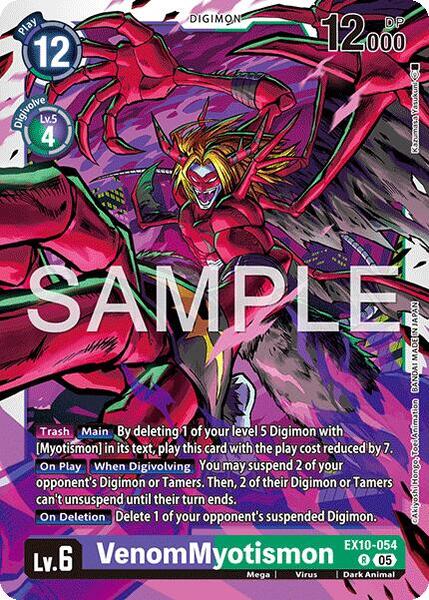 DIGIMON
Play
12
12000
DP
Digivolve
Lv.5
4
Kazumasa Yasukuni
SAMPLE
BANDAI MADE IN JAPAN
©Akiyoshi Hongo, Toei Animation
Trash Main By deleting 1 of your level 5 Digimon with
[Myotismon] in its text, play this card with the play cost reduced by 7.
On Play When Digivolving You may suspend 2 of your
opponent's Digimon or Tamers. Then, 2 of their Digimon or Tamers
can't unsuspend until their turn ends.
On Deletion Delete 1 of your opponent's suspended Digimon.
Lv.6
VenomMyotismon
EX10-054
R 05
Mega Virus Dark Animal